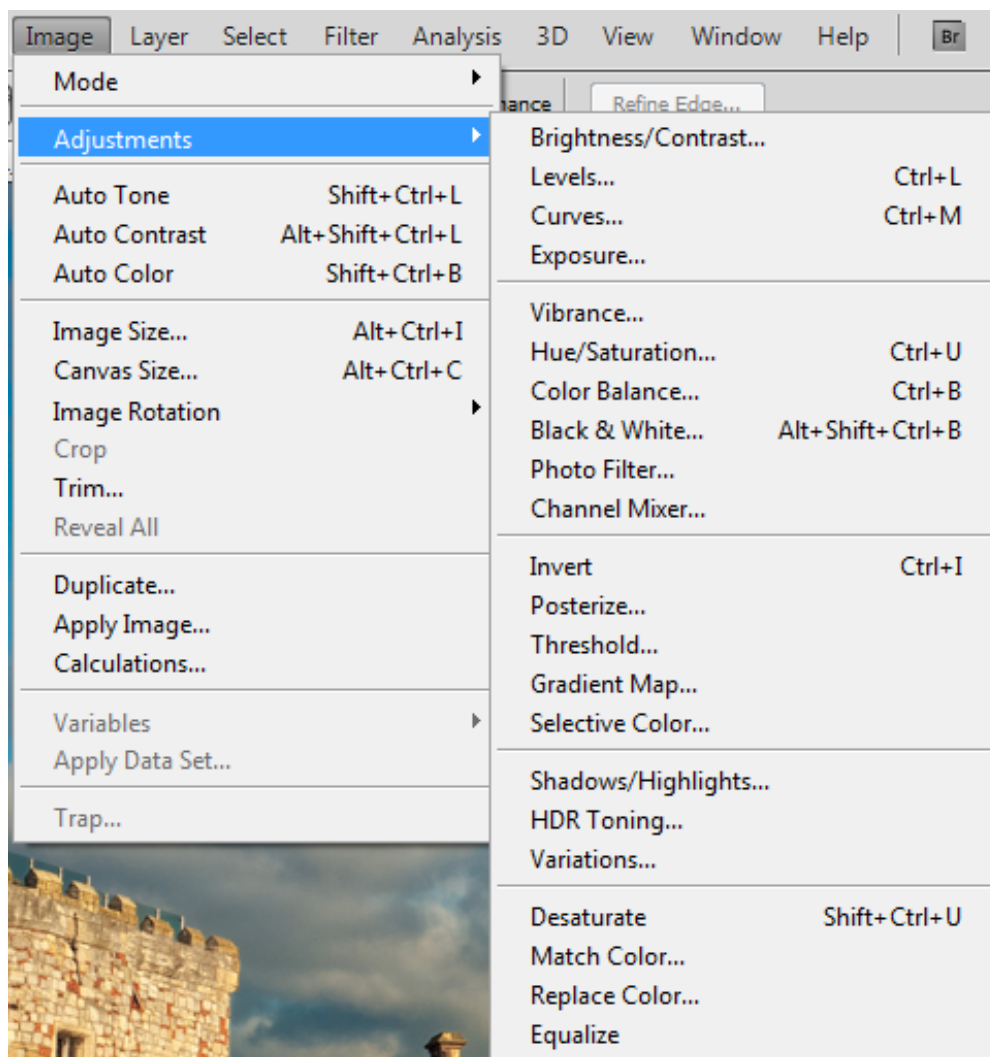 Image Layer Select Filter Analysis 3D View Window Help Br
Mode
Refine Edge...
Adjustments
Auto Tone Shift+Ctrl+L
Auto Contrast Alt+Shift+Ctrl+L
Auto Color Shift+Ctrl+B
Image Size... Alt+Ctrl+I
Canvas Size... Alt+Ctrl+C
Image Rotation
Crop
Trim...
Reveal All
Duplicate...
Apply Image...
Calculations...
Variables
Apply Data Set...
Trap...
Brightness/Contrast...
Levels... Ctrl+L
Curves... Ctrl+M
Exposure...
Vibrance...
Hue/Saturation... Ctrl+U
Color Balance... Ctrl+B
Black & White... Alt+Shift+Ctrl+B
Photo Filter...
Channel Mixer...
Invert Ctrl+I
Posterize...
Threshold...
Gradient Map...
Selective Color...
Shadows/Highlights...
HDR Toning...
Variations...
Desaturate Shift+Ctrl+U
Match Color...
Replace Color...
Equalize